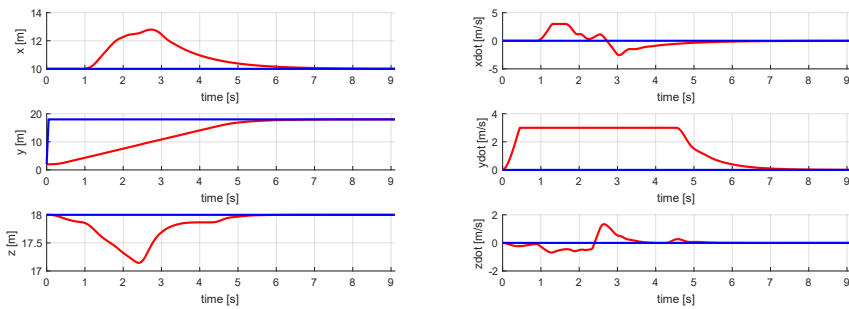 x [m]
14
12
10
0 1 2 3 4 5 6 7 8 9
time [s]
xdot [m/s]
5
0
-5
0 1 2 3 4 5 6 7 8 9
time [s]
y [m]
20
10
0
0 1 2 3 4 5 6 7 8 9
time [s]
ydot [m/s]
4
2
0
0 1 2 3 4 5 6 7 8 9
time [s]
z [m]
18
17.5
17
0 1 2 3 4 5 6 7 8 9
time [s]
zdot [m/s]
2
0
-2
0 1 2 3 4 5 6 7 8 9
time [s]